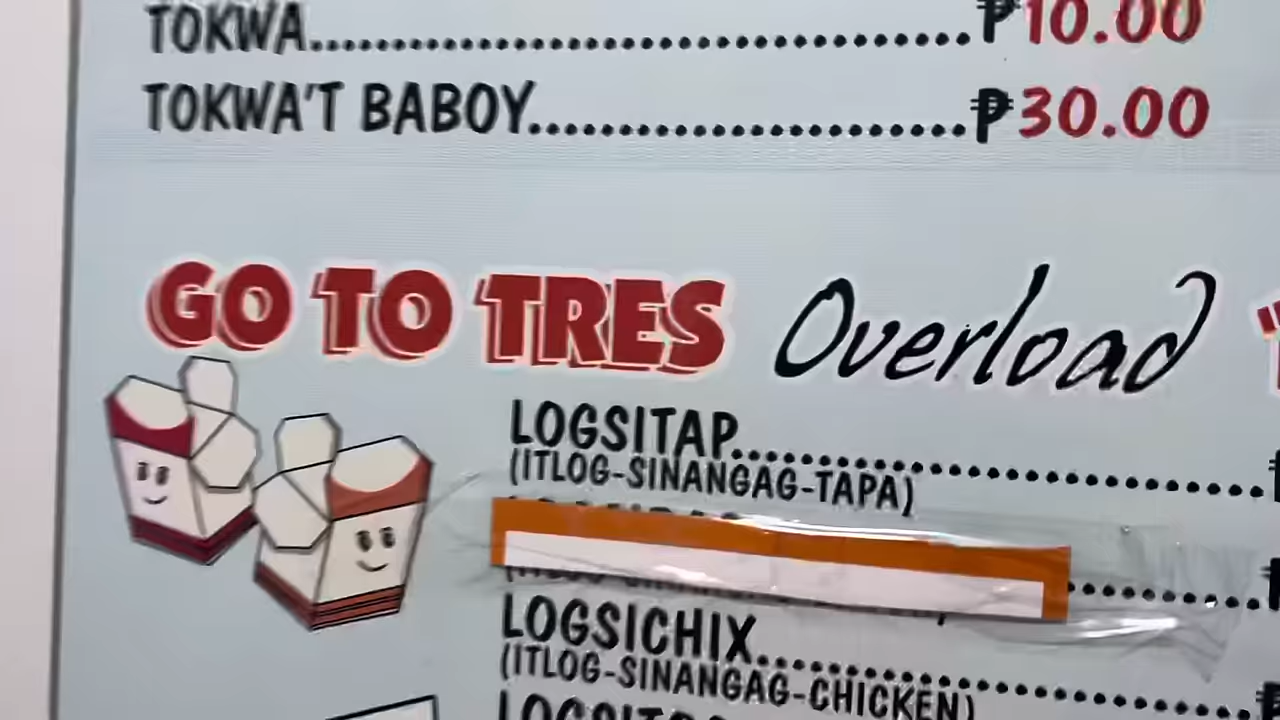 TOKWA......................................₱10.00
TOKWA'T BABOY..........................₱30.00
GO TO TRES Overload
LOGSITAP................................
(ITLOG-SINANGAG-TAPA)
LOGSICHIX..............................
(ITLOG-SINANGAG-CHICKEN)